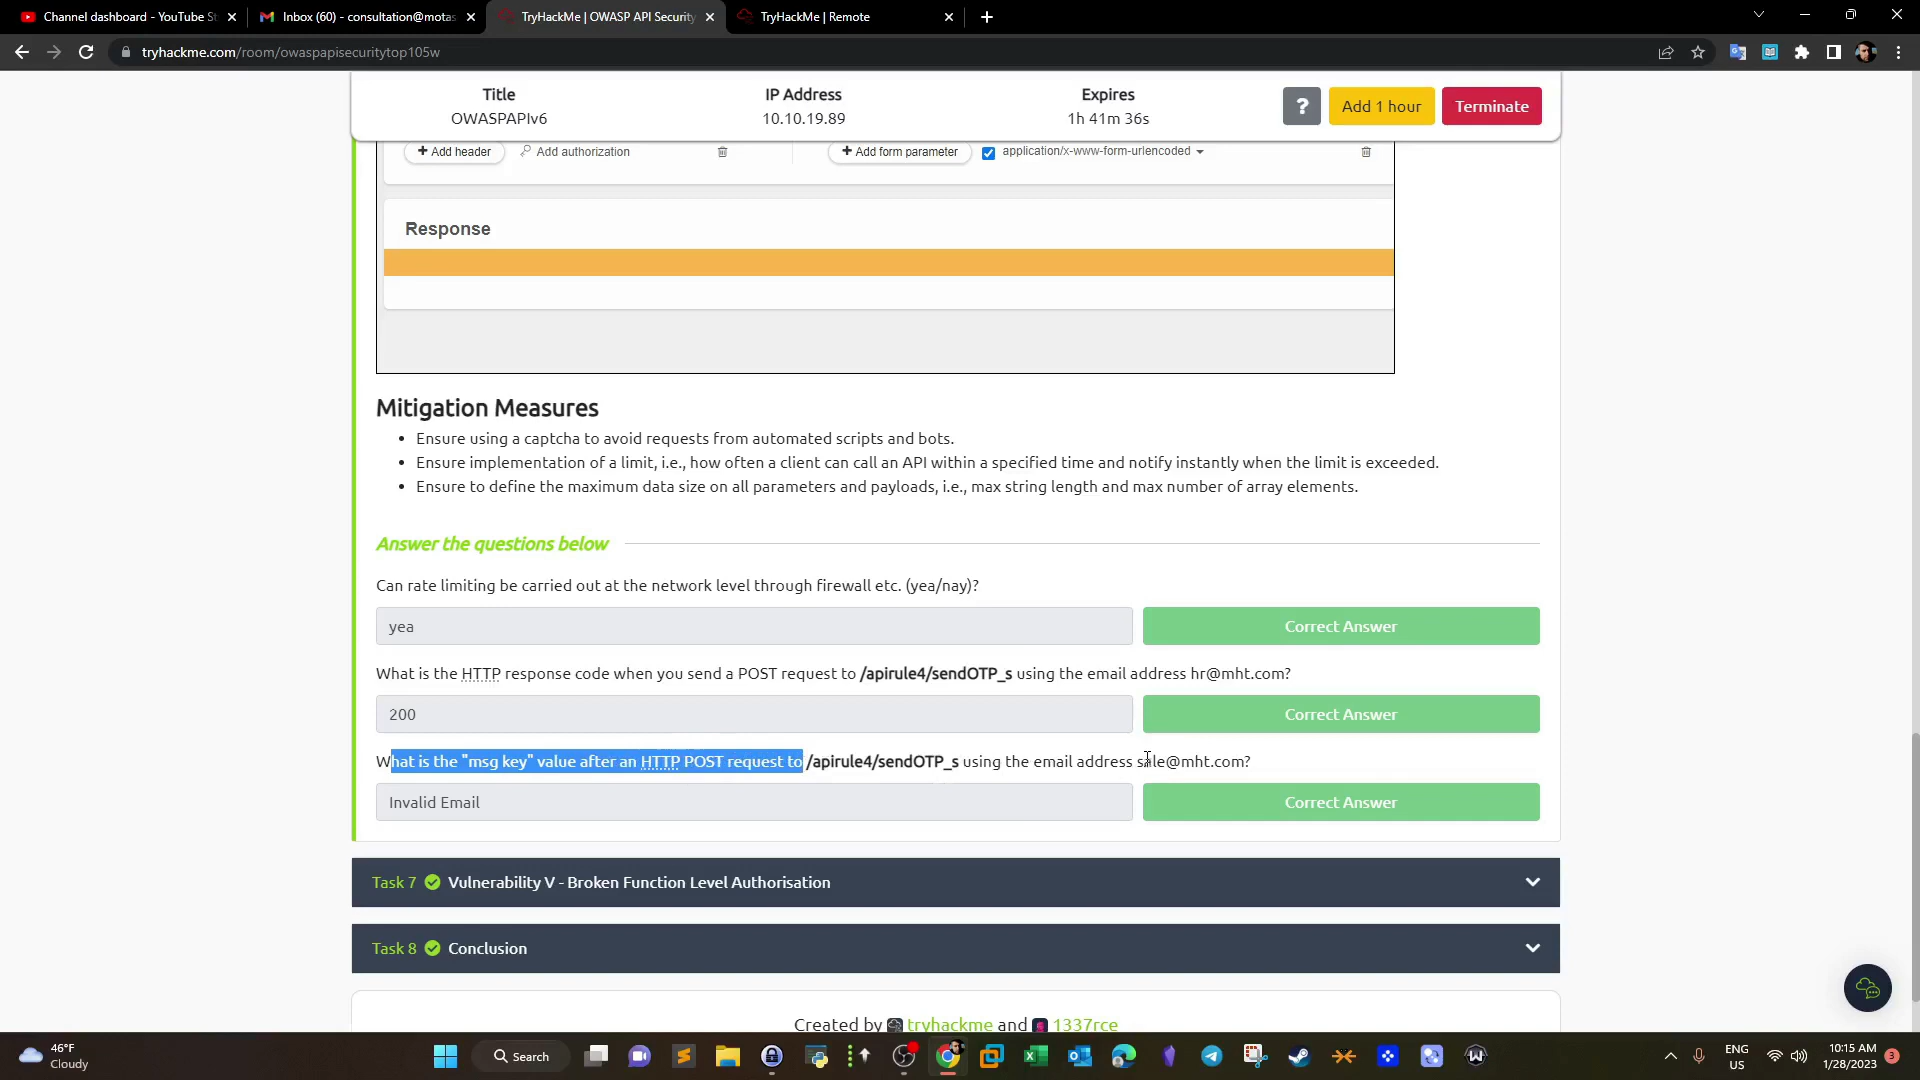 Channel dashboard - YouTube St
Inbox (60) - consultation@motas
TryHackMe | OWASP API Security
TryHackMe | Remote
tryhackme.com/room/owaspapisecuritytop105w
Title
OWASPAPIv6
IP Address
10.10.19.89
Expires
1h 41m 36s
?
Add 1 hour
Terminate
Add header
Add authorization
Add form parameter
application/x-www-form-urlencoded
Response
Mitigation Measures
Ensure using a captcha to avoid requests from automated scripts and bots.
Ensure implementation of a limit, i.e., how often a client can call an API within a specified time and notify instantly when the limit is exceeded.
Ensure to define the maximum data size on all parameters and payloads, i.e., max string length and max number of array elements.
Answer the questions below
Can rate limiting be carried out at the network level through firewall etc. (yea/nay)?
yea
Correct Answer
What is the HTTP response code when you send a POST request to /apirule4/sendOTP_s using the email address hr@mht.com?
200
Correct Answer
What is the "msg key" value after an HTTP POST request to /apirule4/sendOTP_s using the email address sale@mht.com?
Invalid Email
Correct Answer
Task 7 Vulnerability V - Broken Function Level Authorisation
Task 8 Conclusion
Created by tryhackme and 1337rce
46°F
Cloudy
Search
ENG
US
10:15 AM
1/28/2023
3